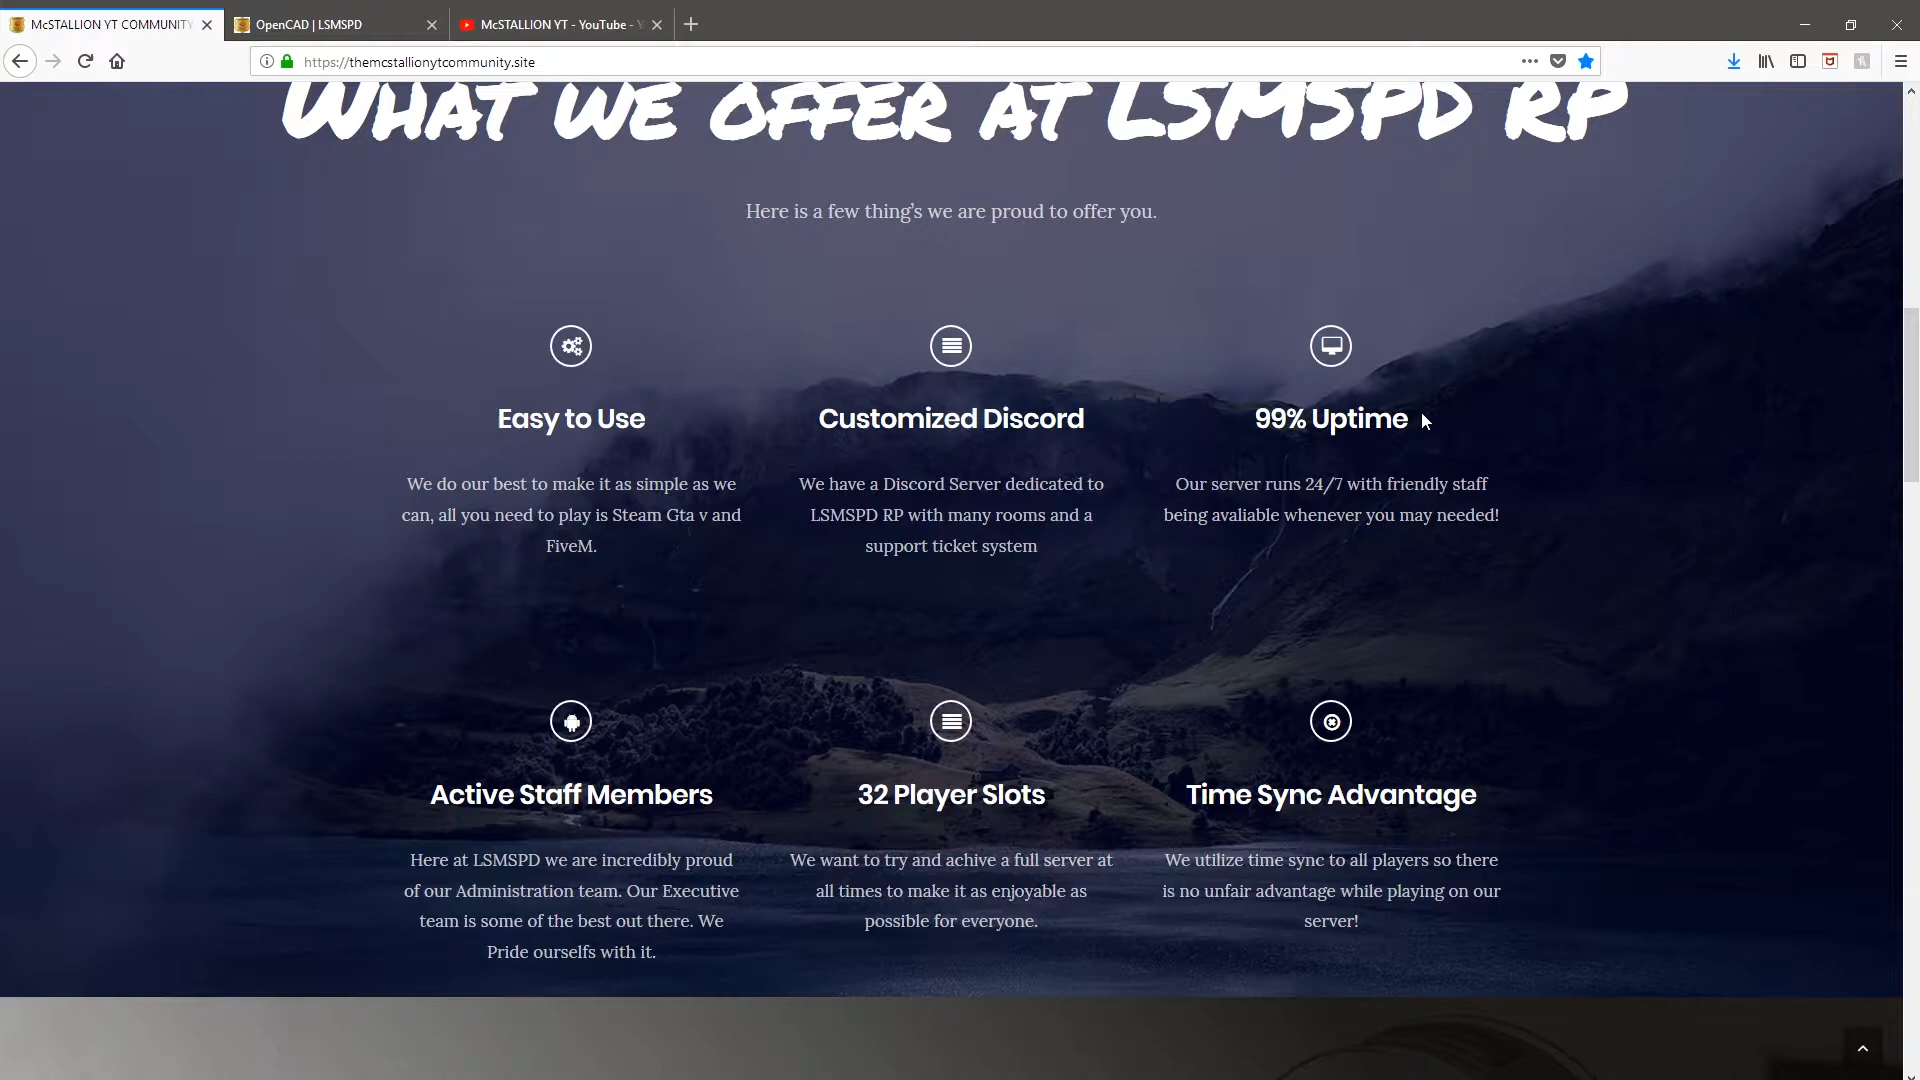 McSTALLION YT COMMUNITY
OpenCAD | LSMSPD
McSTALLION YT - YouTube -
https://themcstallionytcommunity.site
What we offer at LSMSPD RP
Here is a few thing's we are proud to offer you.
Easy to Use
We do our best to make it as simple as we
can, all you need to play is Steam Gta v and
FiveM.
Customized Discord
We have a Discord Server dedicated to
LSMSPD RP with many rooms and a
support ticket system
99% Uptime
Our server runs 24/7 with friendly staff
being avaliable whenever you may needed!
Active Staff Members
Here at LSMSPD we are incredibly proud
of our Administration team. Our Executive
team is some of the best out there. We
Pride ourselfs with it.
32 Player Slots
We want to try and achive a full server at
all times to make it as enjoyable as
possible for everyone.
Time Sync Advantage
We utilize time sync to all players so there
is no unfair advantage while playing on our
server!